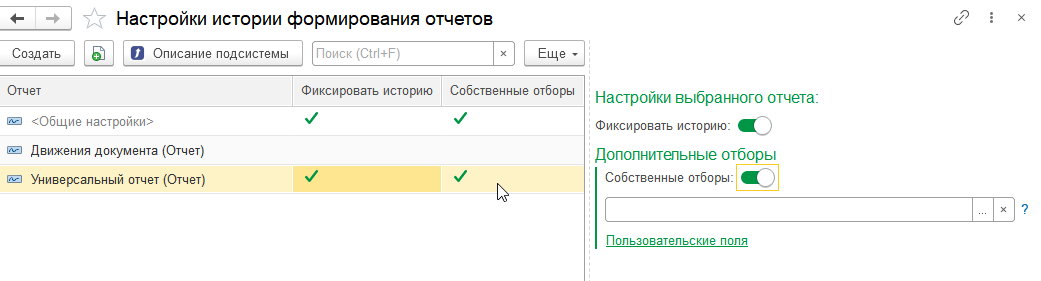 Настройки истории формирования отчетов
Создать
Описание подсистемы
Поиск (Ctrl+F)
×
Еще
Отчет Фиксировать историю Собственные отборы
<Общие настройки>
Движения документа (Отчет)
Универсальный отчет (Отчет)
Настройки выбранного отчета:
Фиксировать историю:
Дополнительные отборы
Собственные отборы:
... × ?
Пользовательские поля